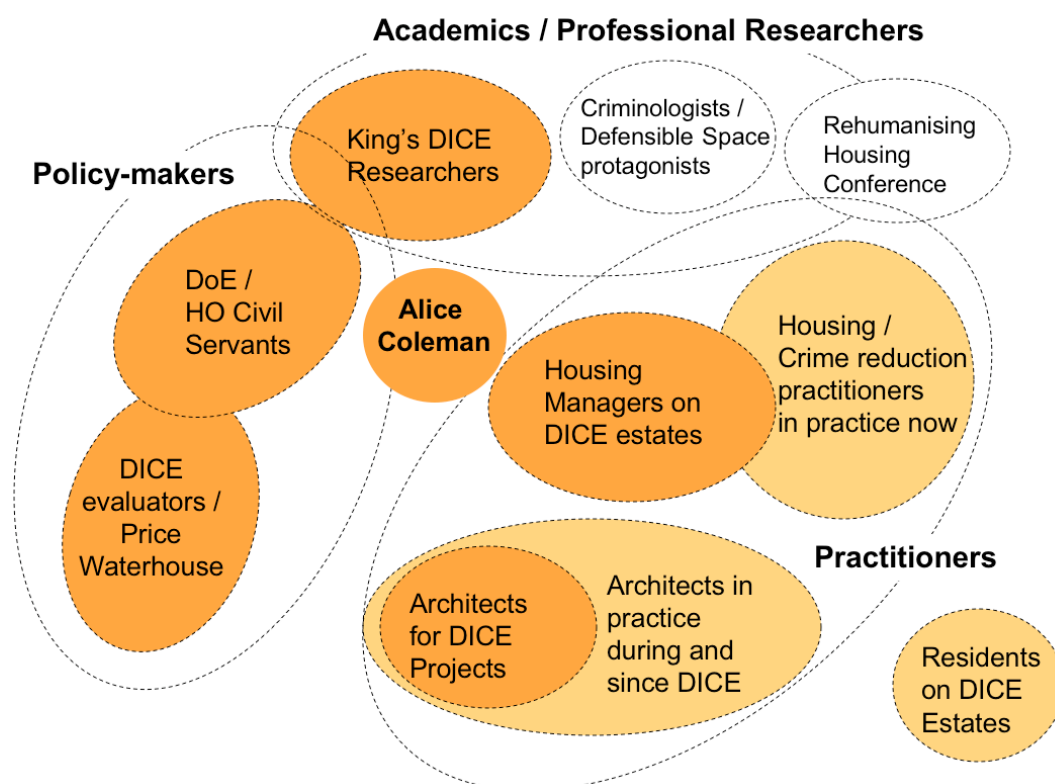 Academics / Professional Researchers
King's DICE
Researchers
Criminologists /
Defensible Space
protagonists
Rehumanising
Housing
Conference
Policy-makers
DoE /
HO Civil
Servants
Alice
Coleman
Housing
Managers on
DICE estates
Housing /
Crime reduction
practitioners
in practice now
DICE
evaluators /
Price
Waterhouse
Practitioners
Architects
for DICE
Projects
Architects in
practice
during and
since DICE
Residents
on DICE
Estates